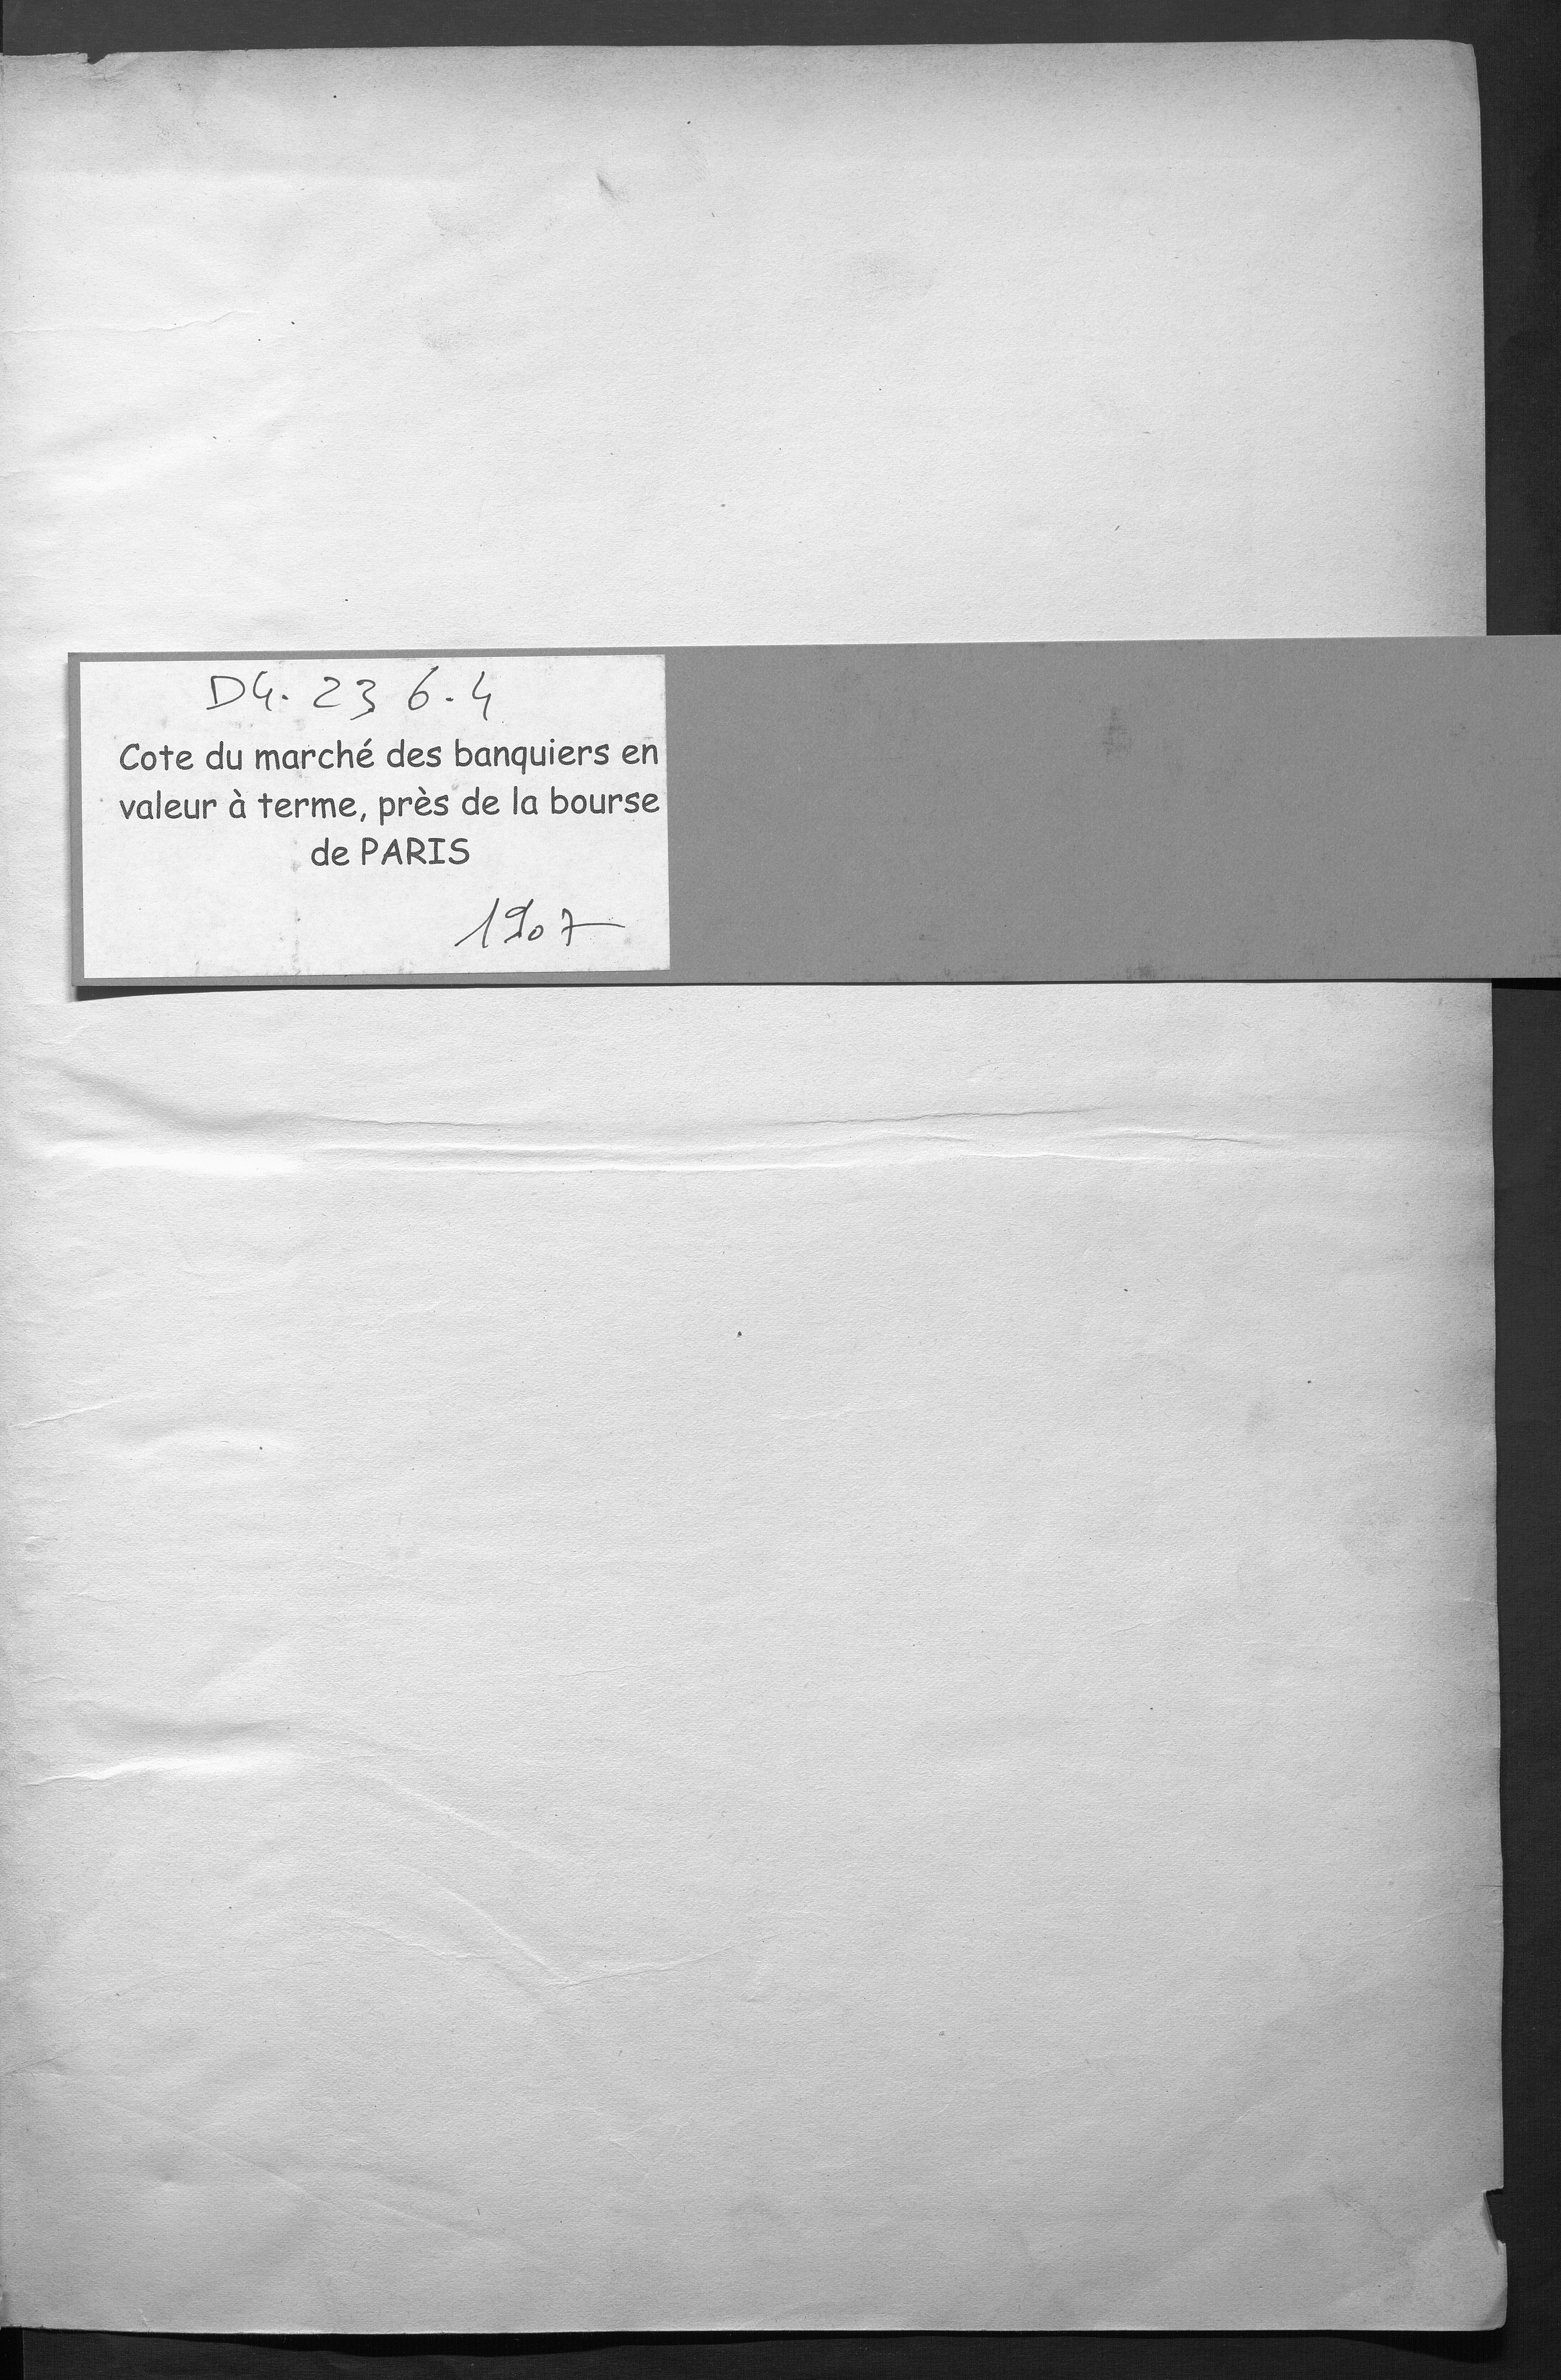 D4. 23 6.4
Cote du marché des banquiers en
valeur à terme, près de la bourse
de PARIS
1907